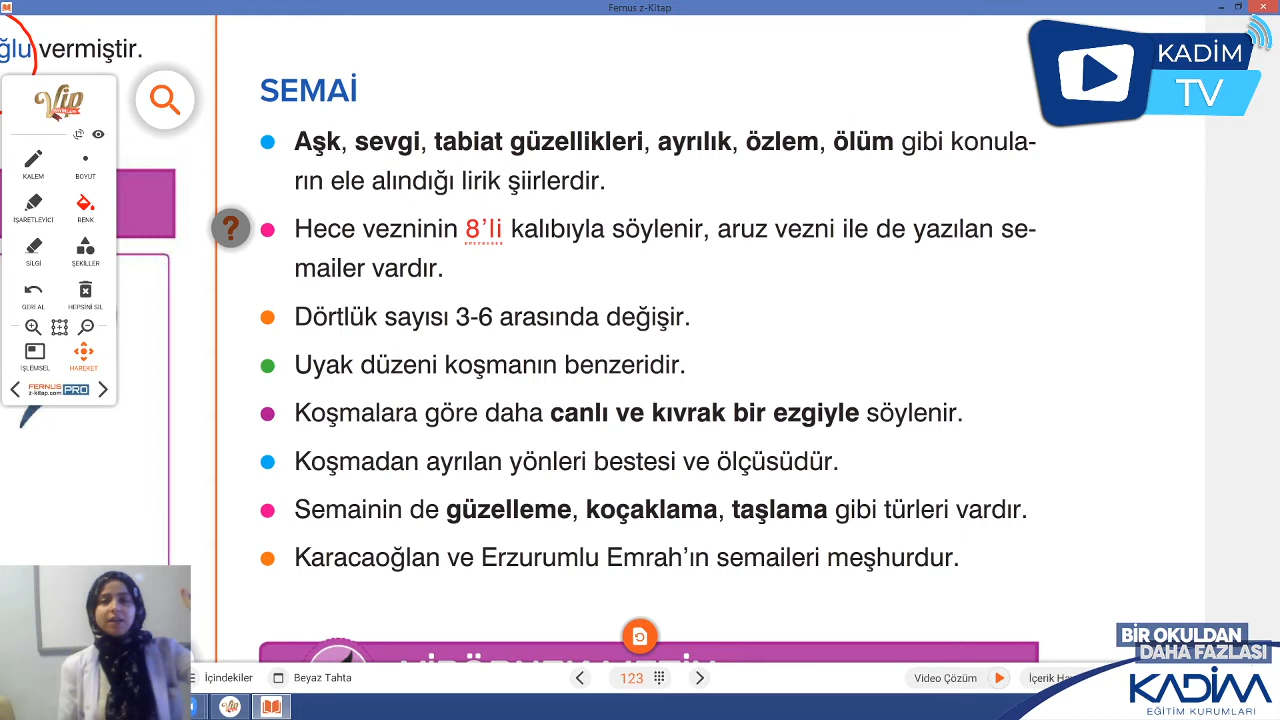 Fernus z-Kitap
ğlu vermiştir.
KADİM
TV
SEMAİ
Aşk, sevgi, tabiat güzellikleri, ayrılık, özlem, ölüm gibi konula-
rın ele alındığı lirik şiirlerdir.
? Hece vezninin 8'li kalıbıyla söylenir, aruz vezni ile de yazılan se-
mailer vardır.
Dörtlük sayısı 3-6 arasında değişir.
Uyak düzeni koşmanın benzeridir.
Koşmalara göre daha canlı ve kıvrak bir ezgiyle söylenir.
Koşmadan ayrılan yönleri bestesi ve ölçüsüdür.
Semainin de güzelleme, koçaklama, taşlama gibi türleri vardır.
Karacaoğlan ve Erzurumlu Emrah'ın semaileri meşhurdur.
Vip
KALEM
BOYUT
İŞARETLEYİCİ
RENK
SİLGİ
ŞEKİLLER
GERİ AL
HEPSİNİ SİL
İŞLEMSEL
HAREKET
FERNUS
z-kitap.com PRO
İçindekiler
Beyaz Tahta
123
Video Çözüm
İçerik Ha
BİR OKULDAN
DAHA FAZLASI
KADİM
EĞİTİM KURUMLARI